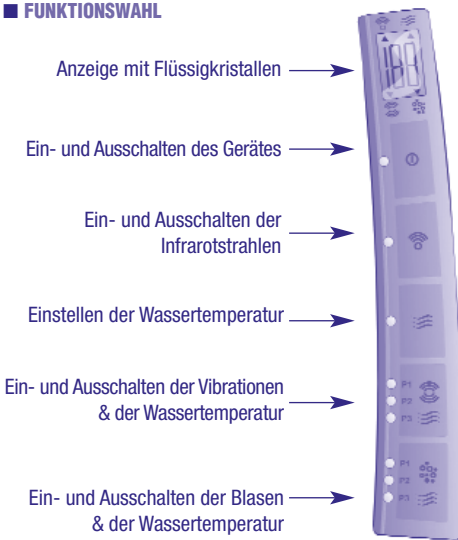 ■ FUNKTIONSWAHL
Anzeige mit Flüssigkristallen
Ein- und Ausschalten des Gerätes
Ein- und Ausschalten der
Infrarotstrahlen
Einstellen der Wassertemperatur
Ein- und Ausschalten der Vibrationen
& der Wassertemperatur
P1
P2
P3
Ein- und Ausschalten der Blasen
& der Wassertemperatur
P1
P2
P3